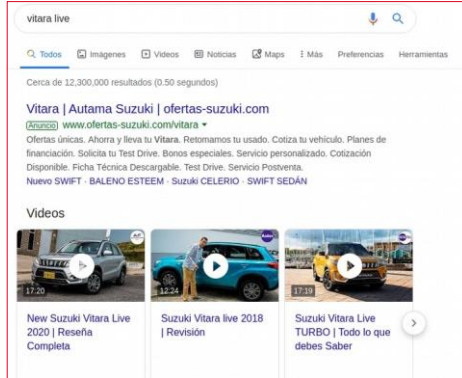 vitara live
Todos Imágenes Videos Noticias Maps Más Preferencias Herramientas
Cerca de 12,300,000 resultados (0.50 segundos)
Vitara | Autama Suzuki | ofertas-suzuki.com
Anuncio www.ofertas-suzuki.com/vitara
Ofertas únicas. Ahorra y lleva tu Vitara. Retomamos tu usado. Cotiza tu vehículo. Planes de
financiación. Solicita tu Test Drive. Bonos especiales. Servicio personalizado. Cotización
Disponible. Ficha Técnica Descargable. Test Drive. Servicio Postventa.
Nuevo SWIFT · BALENO ESTEEM · Suzuki CELERIO · SWIFT SEDÁN
Videos
17:20
12:24
17:19
New Suzuki Vitara Live
2020 | Reseña
Completa
Suzuki Vitara live 2018
| Revisión
Suzuki Vitara Live
TURBO | Todo lo que
debes Saber